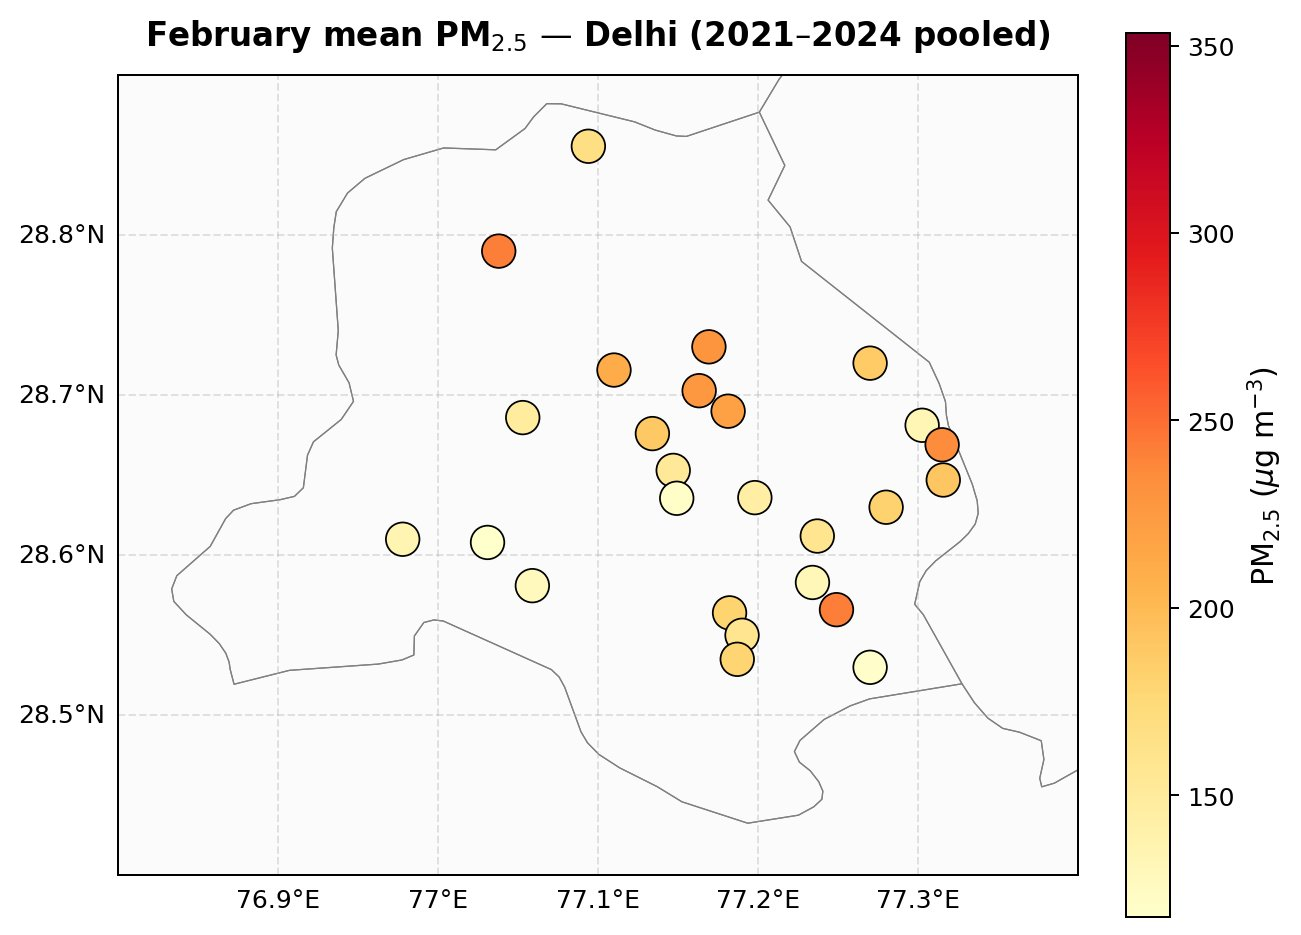 February mean PM₂.₅ — Delhi (2021–2024 pooled)
28.8°N
28.7°N
28.6°N
28.5°N
76.9°E 77°E 77.1°E 77.2°E 77.3°E
350
300
250
200
150
PM₂.₅ (μg m⁻³)